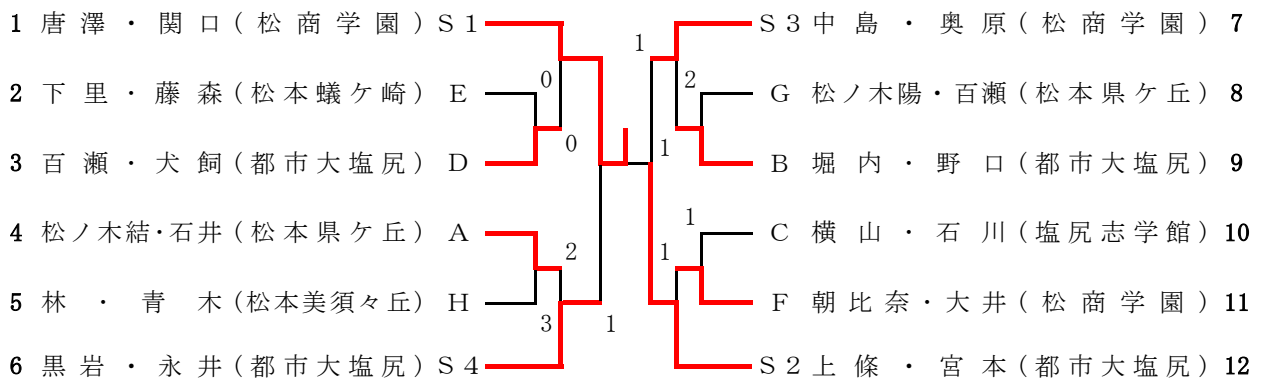 1 唐澤・関口(松商学園) S1
2 下里・藤森(松本蟻ケ崎) E
3 百瀬・犬飼(都市大塩尻) D
4 松ノ木結・石井(松本県ケ丘) A
5 林・青木(松本美須々丘) H
6 黒岩・永井(都市大塩尻) S4
0
0
2
3
1
1
2
1
1
1
S3 中島・奥原(松商学園) 7
G 松ノ木陽・百瀬(松本県ケ丘) 8
B 堀内・野口(都市大塩尻) 9
C 横山・石川(塩尻志学館) 10
F 朝比奈・大井(松商学園) 11
S2 上條・宮本(都市大塩尻) 12